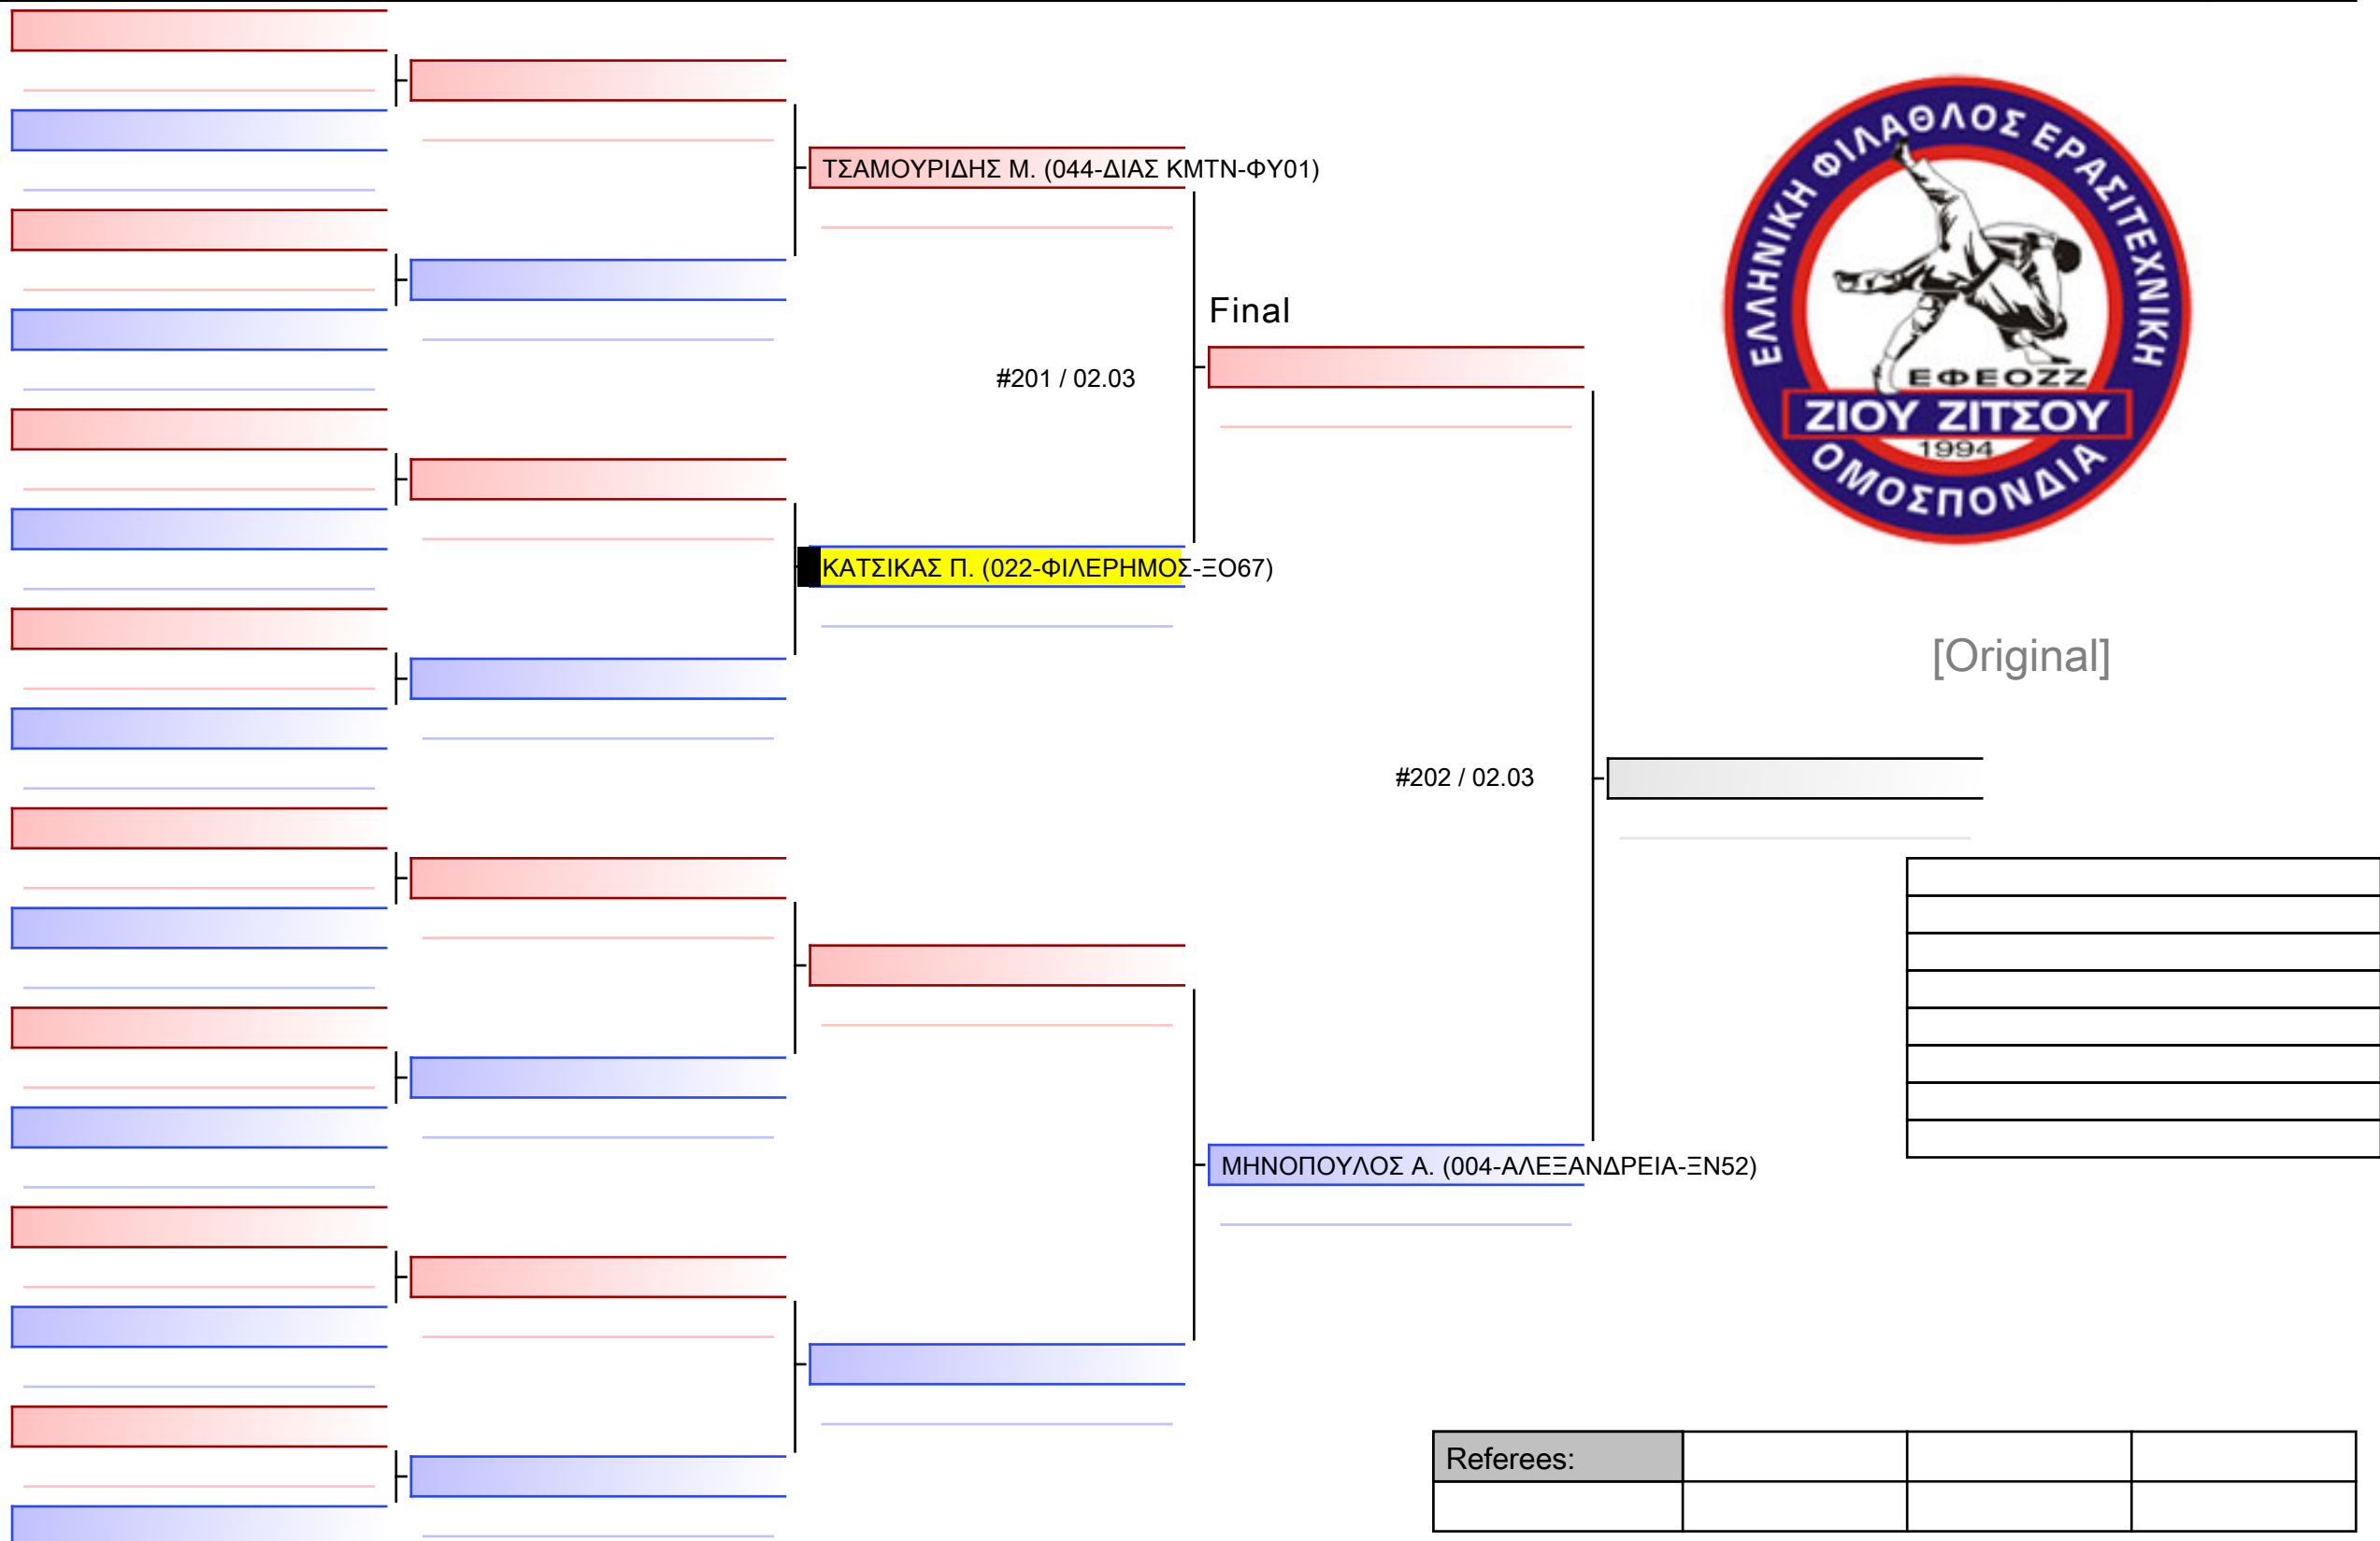 ΤΣΑΜΟΥΡΙΔΗΣ Μ. (044-ΔΙΑΣ ΚΜΤΝ-ΦΥ01)
ΕΛΛΗΝΙΚΗ ΦΙΛΑΘΛΟΣ ΕΡΑΣΙΤΕΧΝΙΚΗ
Final
#201 / 02.03
ΕΦΕΟΖΖ
ΖΙΟΥ ΖΙΤΣΟΥ
1994
ΟΜΟΣΠΟΝΔΙΑ
ΚΑΤΣΙΚΑΣ Π. (022-ΦΙΛΕΡΗΜΟΣ-ΞΟ67)
[Original]
#202 / 02.03
ΜΗΝΟΠΟΥΛΟΣ Α. (004-ΑΛΕΞΑΝΔΡΕΙΑ-ΞΝ52)
Referees: